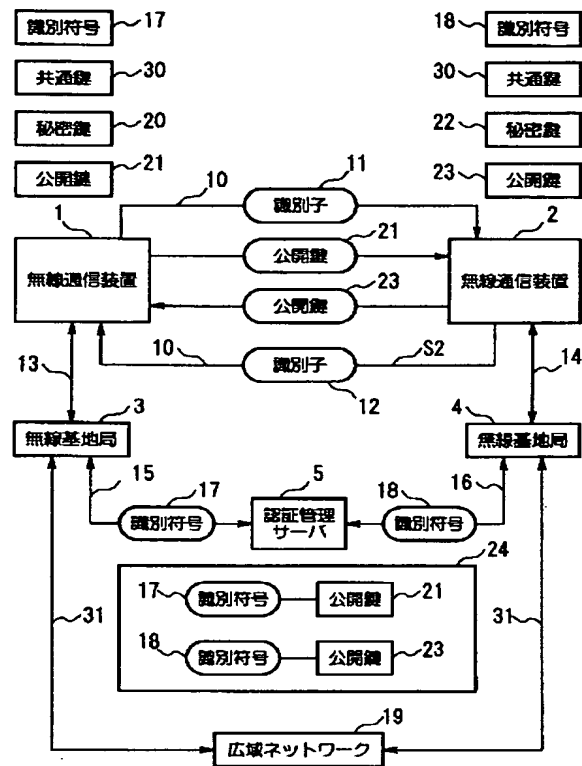 識別符号 17
18 識別符号
共通鍵 30
30 共通鍵
秘密鍵 20
22 秘密鍵
公開鍵 21
23 公開鍵
10
11
識別子
1
2
21
公開鍵
無線通信装置
無線通信装置
23
公開鍵
10
識別子
S2
12
13
14
3
4
無線基地局
無線基地局
15
17
5
18
16
識別符号
認証管理
サーバ
識別符号
24
17 識別符号
公開鍵 21
18 識別符号
公開鍵 23
31
31
19
広域ネットワーク